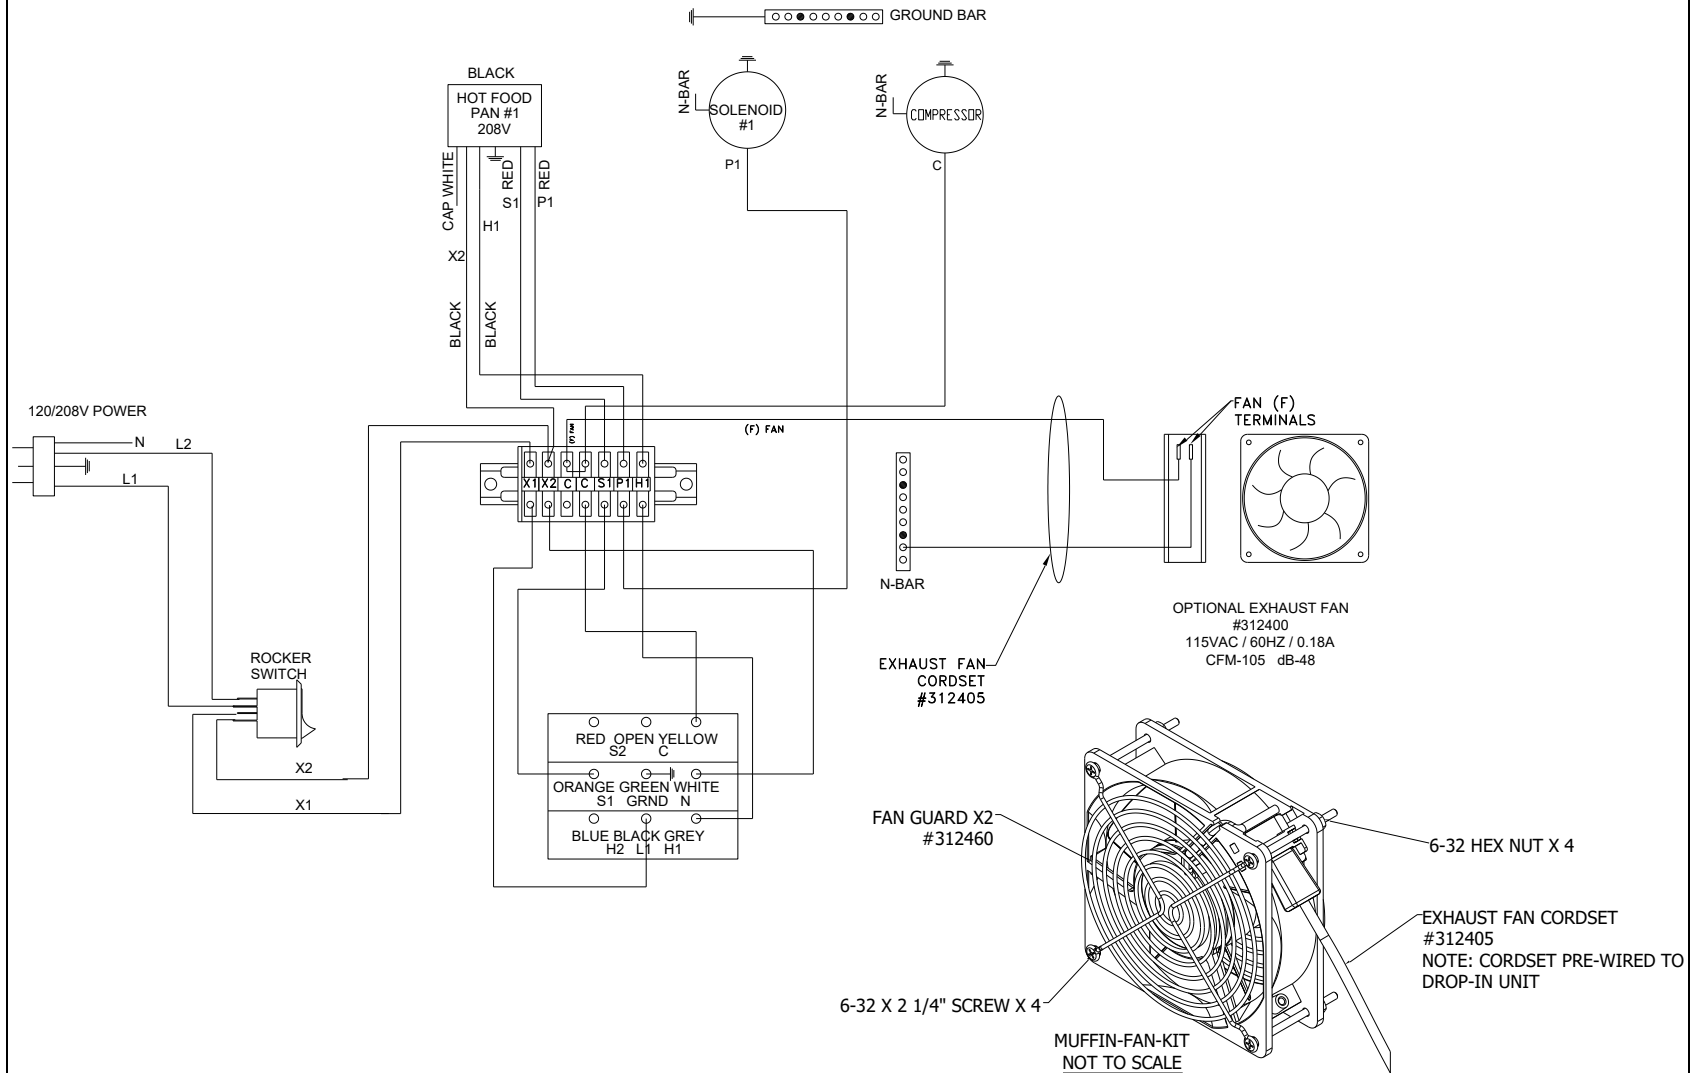 GROUND BAR
BLACK
HOT FOOD
PAN #1
208V
N-BAR
SOLENOID
#1
N-BAR
COMPRESSOR
P1
C
CAP WHITE
RED
RED
S1
P1
H1
X2
BLACK
BLACK
120/208V POWER
N
L2
L1
(F) FAN
(F) FAN
FAN (F)
TERMINALS
X1 X2 C C S1 P1 H1
N-BAR
OPTIONAL EXHAUST FAN
#312400
115VAC / 60HZ / 0.18A
CFM-105 dB-48
EXHAUST FAN
CORDSET
#312405
ROCKER
SWITCH
X2
X1
RED OPEN YELLOW
S2 C
ORANGE GREEN WHITE
S1 GRND N
BLUE BLACK GREY
H2 L1 H1
FAN GUARD X2
#312460
6-32 HEX NUT X 4
EXHAUST FAN CORDSET
#312405
NOTE: CORDSET PRE-WIRED TO
DROP-IN UNIT
6-32 X 2 1/4" SCREW X 4
MUFFIN-FAN-KIT
NOT TO SCALE